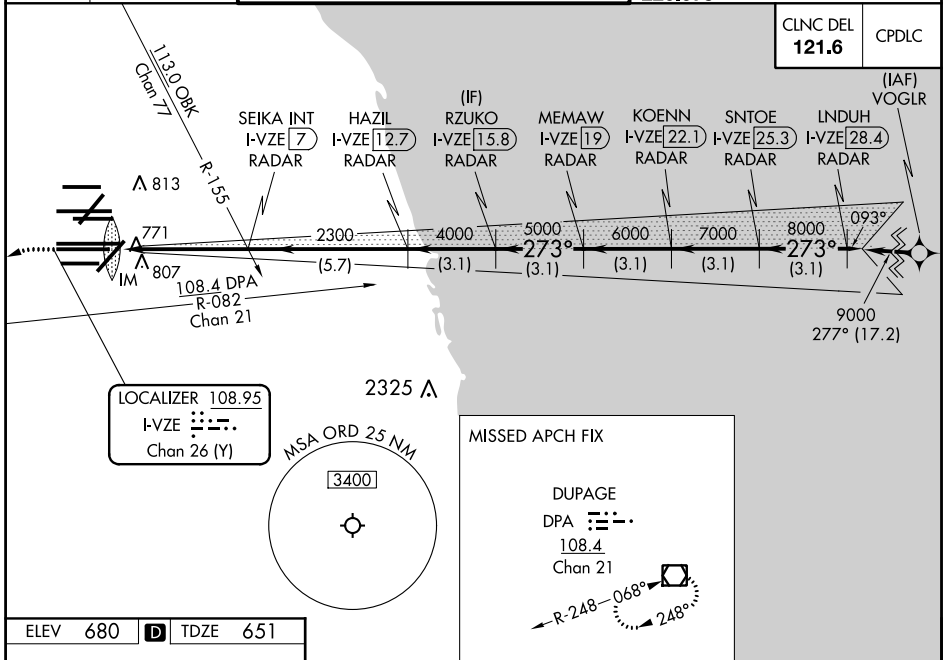 CLNC DEL
121.6
CPDLC
113.0 OBK
Chan 77
R-155
SEIKA INT
I-VZE 7
RADAR
HAZIL
I-VZE 12.7
RADAR
(IF)
RZUKO
I-VZE 15.8
RADAR
MEMAW
I-VZE 19
RADAR
KOENN
I-VZE 22.1
RADAR
SNTOE
I-VZE 25.3
RADAR
LNDUH
I-VZE 28.4
RADAR
(IAF)
VOGLR
813
771
807
IM
2300
4000
5000
6000
7000
8000
093°
273°
273°
(5.7)
(3.1)
(3.1)
(3.1)
(3.1)
(3.1)
9000
277° (17.2)
108.4 DPA
R-082
Chan 21
LOCALIZER 108.95
I-VZE
Chan 26 (Y)
2325
MSA ORD 25 NM
3400
MISSED APCH FIX
DUPAGE
DPA
108.4
Chan 21
R-248
068°
248°
ELEV 680 D TDZE 651